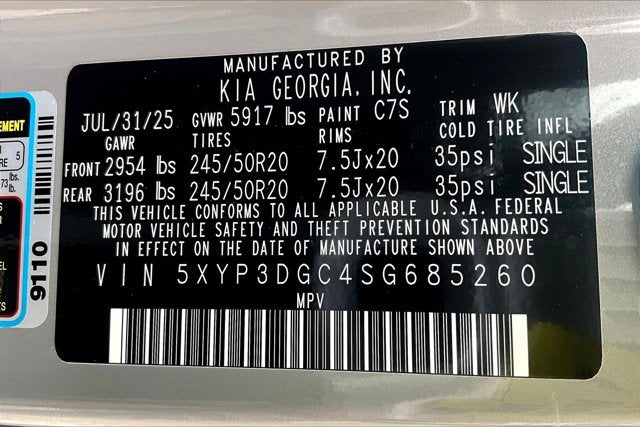 MANUFACTURED BY
KIA GEORGIA, INC.
JUL/31/25 GVWR 5917 lbs PAINT C7S TRIM WK
GAWR TIRES RIMS COLD TIRE INFL
FRONT 2954 lbs 245/50R20 7.5Jx20 35psi SINGLE
REAR 3196 lbs 245/50R20 7.5Jx20 35psi SINGLE
THIS VEHICLE CONFORMS TO ALL APPLICABLE U.S.A. FEDERAL
MOTOR VEHICLE SAFETY AND THEFT PREVENTION STANDARDS
IN EFFECT ON THE DATE OF MANUFACTURE SHOWN ABOVE
VIN 5XYP3DGC4SG685260
MPV
9110